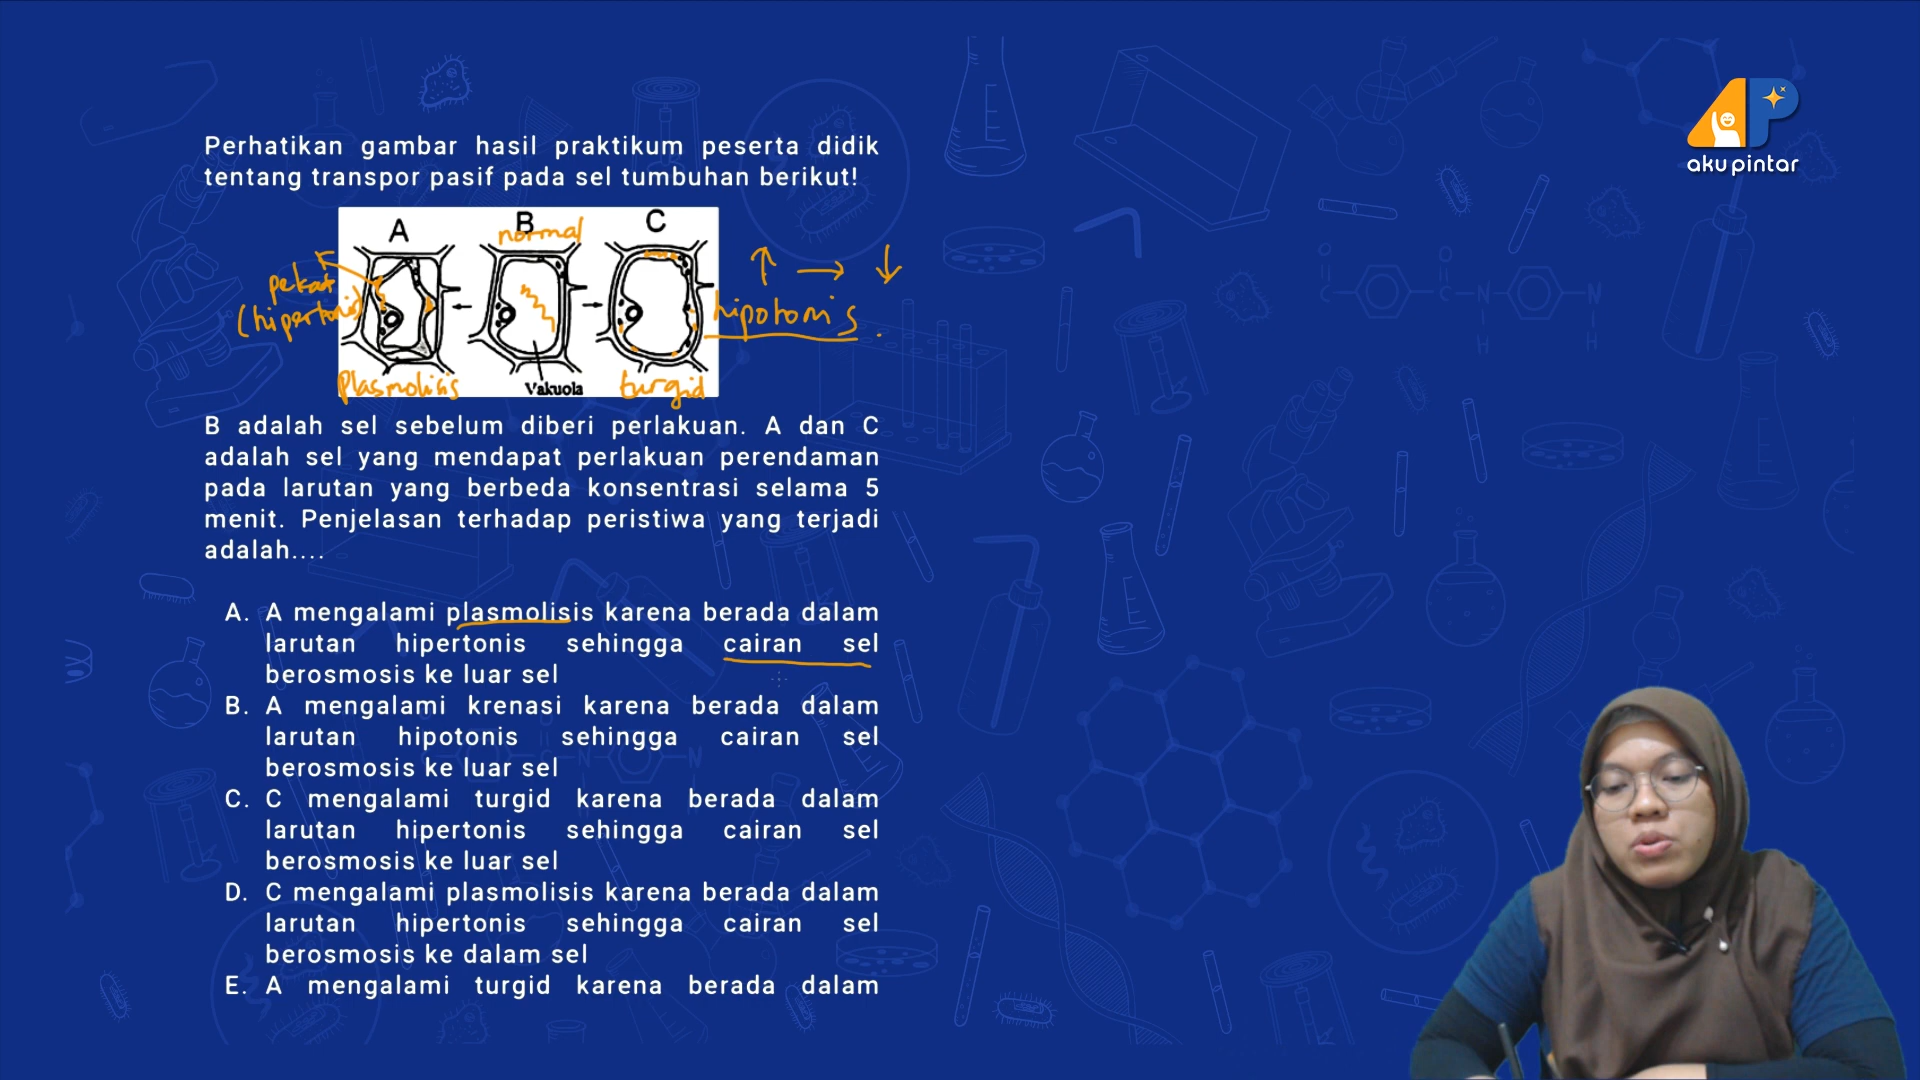 aku pintar
Perhatikan gambar hasil praktikum peserta didik
tentang transpor pasif pada sel tumbuhan berikut!
A B C
normal
pekat
(hipertonis)
hipotonis.
plasmolisis Vakuola turgid
B adalah sel sebelum diberi perlakuan. A dan C
adalah sel yang mendapat perlakuan perendaman
pada larutan yang berbeda konsentrasi selama 5
menit. Penjelasan terhadap peristiwa yang terjadi
adalah....
A. A mengalami plasmolisis karena berada dalam
larutan hipertonis sehingga cairan sel
berosmosis ke luar sel
B. A mengalami krenasi karena berada dalam
larutan hipotonis sehingga cairan sel
berosmosis ke luar sel
C. C mengalami turgid karena berada dalam
larutan hipertonis sehingga cairan sel
berosmosis ke luar sel
D. C mengalami plasmolisis karena berada dalam
larutan hipertonis sehingga cairan sel
berosmosis ke dalam sel
E. A mengalami turgid karena berada dalam